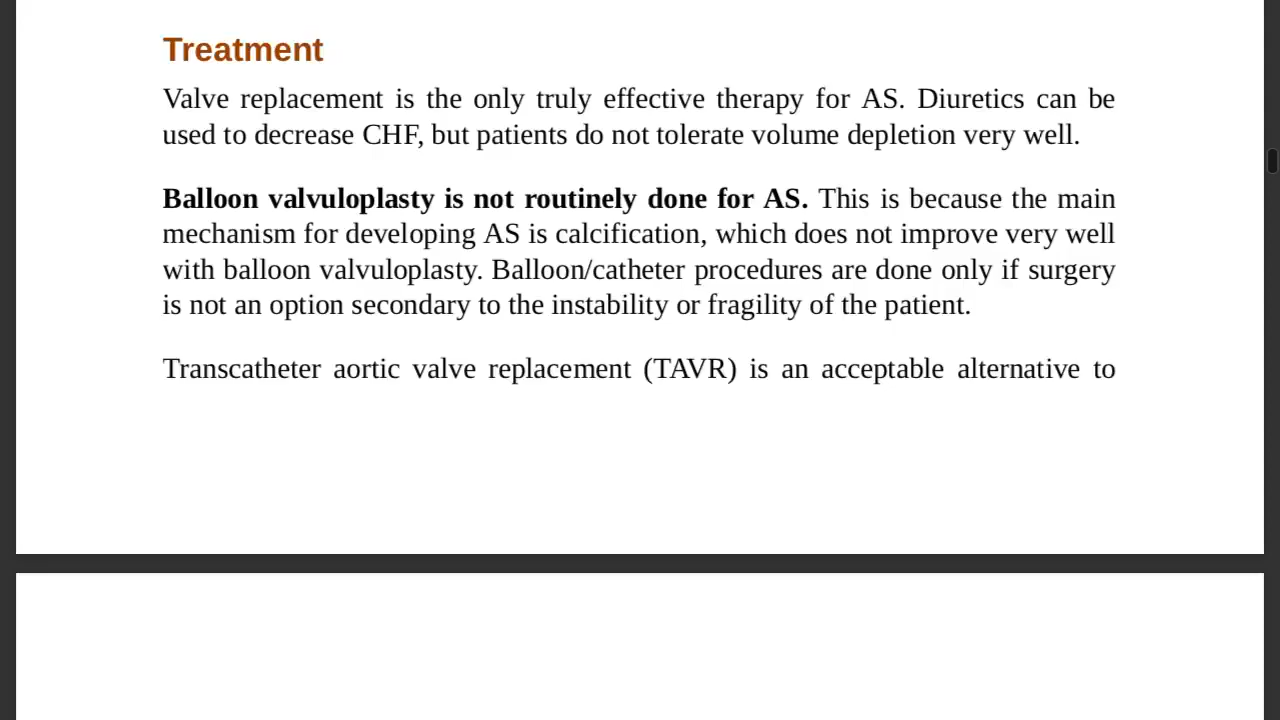 Treatment
Valve replacement is the only truly effective therapy for AS. Diuretics can be
used to decrease CHF, but patients do not tolerate volume depletion very well.
Balloon valvuloplasty is not routinely done for AS. This is because the main
mechanism for developing AS is calcification, which does not improve very well
with balloon valvuloplasty. Balloon/catheter procedures are done only if surgery
is not an option secondary to the instability or fragility of the patient.
Transcatheter aortic valve replacement (TAVR) is an acceptable alternative to